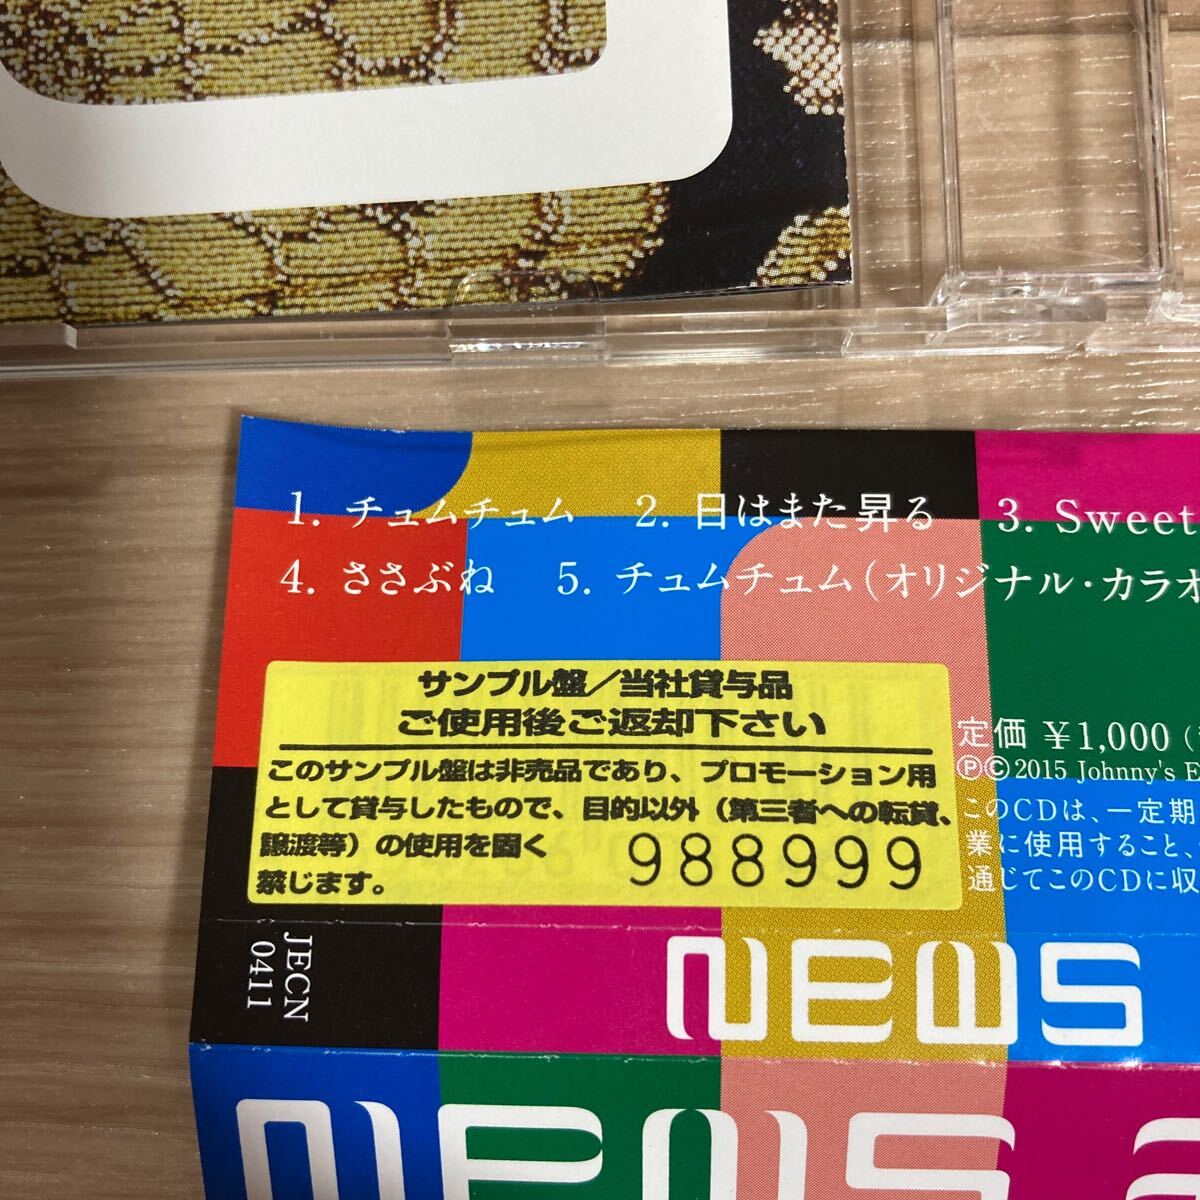 1. チュムチュム 2. 日はまた昇る 3. Sweet
4. ささぶね 5. チュムチュム(オリジナル・カラオ
サンプル盤／当社貸与品
ご使用後ご返却下さい
このサンプル盤は非売品であり、プロモーション用
として貸与したもので、目的以外（第三者への転貸、
譲渡等）の使用を固く
禁じます。
988999
定価 ¥1,000
Ⓟ©2015 Johnny's E
このCDは、一定期
業に使用すること、
通じてこのCDに収
JECN
0411
NEWS
NEWS